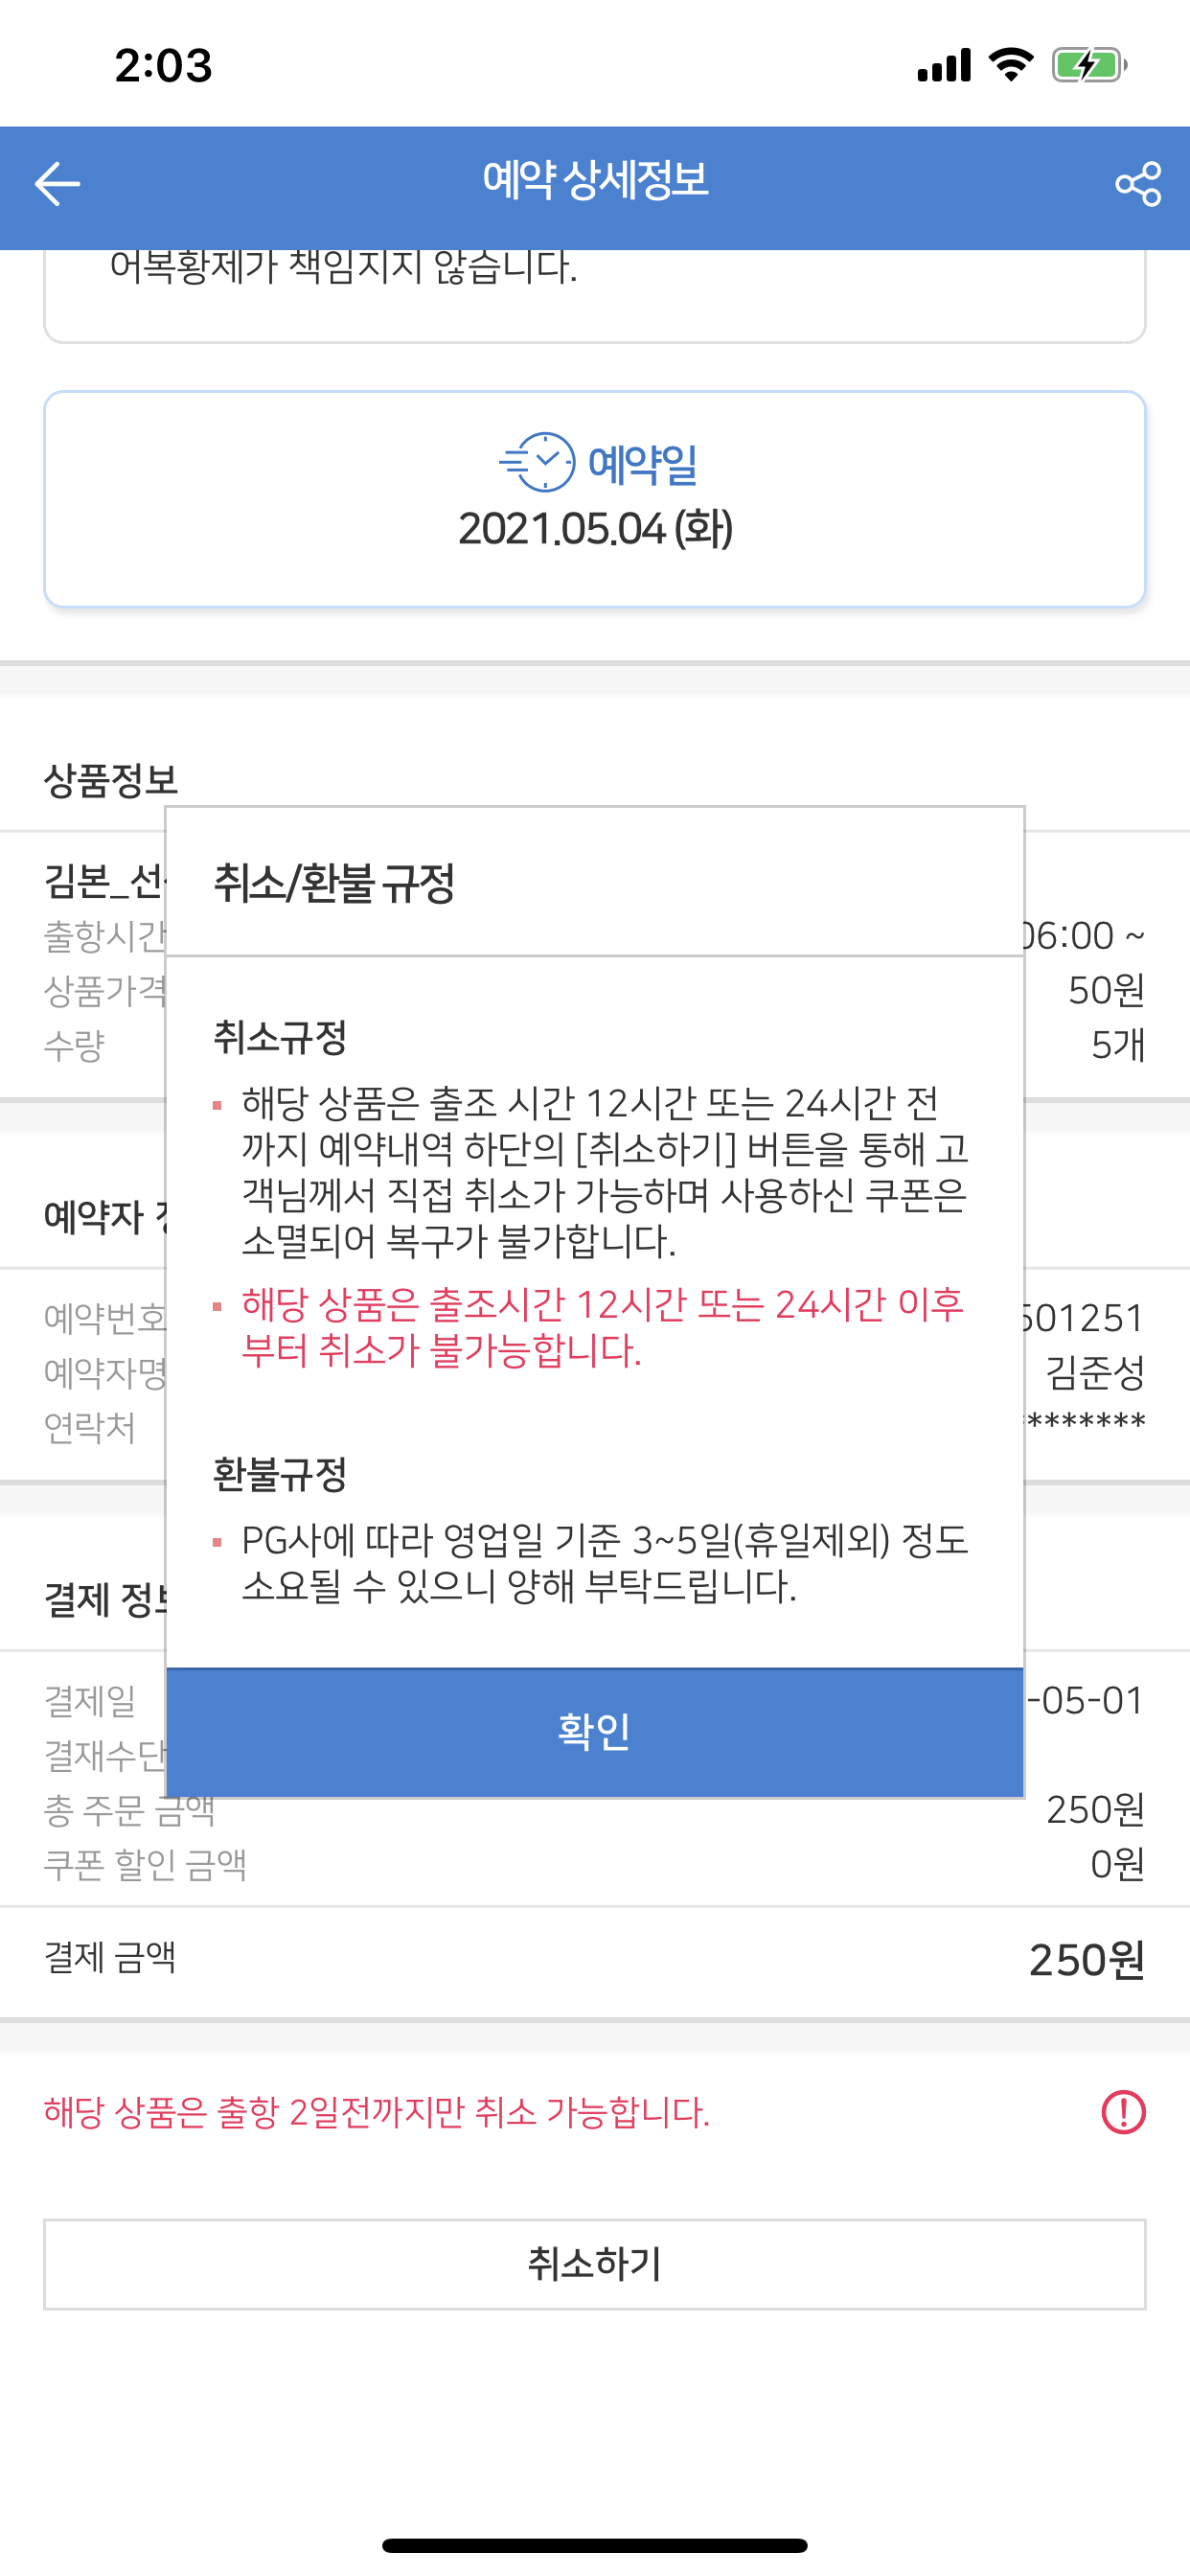 2:03
예약 상세정보
어복황제가 책임지지 않습니다.
예약일
2021.05.04 (화)
상품정보
김본_선
출항시간 06:00 ~
상품가격 50원
수량 5개
취소/환불 규정
취소규정
해당 상품은 출조 시간 12시간 또는 24시간 전
까지 예약내역 하단의 [취소하기] 버튼을 통해 고
객님께서 직접 취소가 가능하며 사용하신 쿠폰은
소멸되어 복구가 불가합니다.
해당 상품은 출조시간 12시간 또는 24시간 이후
부터 취소가 불가능합니다.
환불규정
PG사에 따라 영업일 기준 3~5일(휴일제외) 정도
소요될 수 있으니 양해 부탁드립니다.
확인
예약자
예약번호 501251
예약자명 김준성
연락처 ********
결제 정보
결제일 -05-01
결재수단
총 주문 금액 250원
쿠폰 할인 금액 0원
결제 금액 250원
해당 상품은 출항 2일전까지만 취소 가능합니다.
취소하기